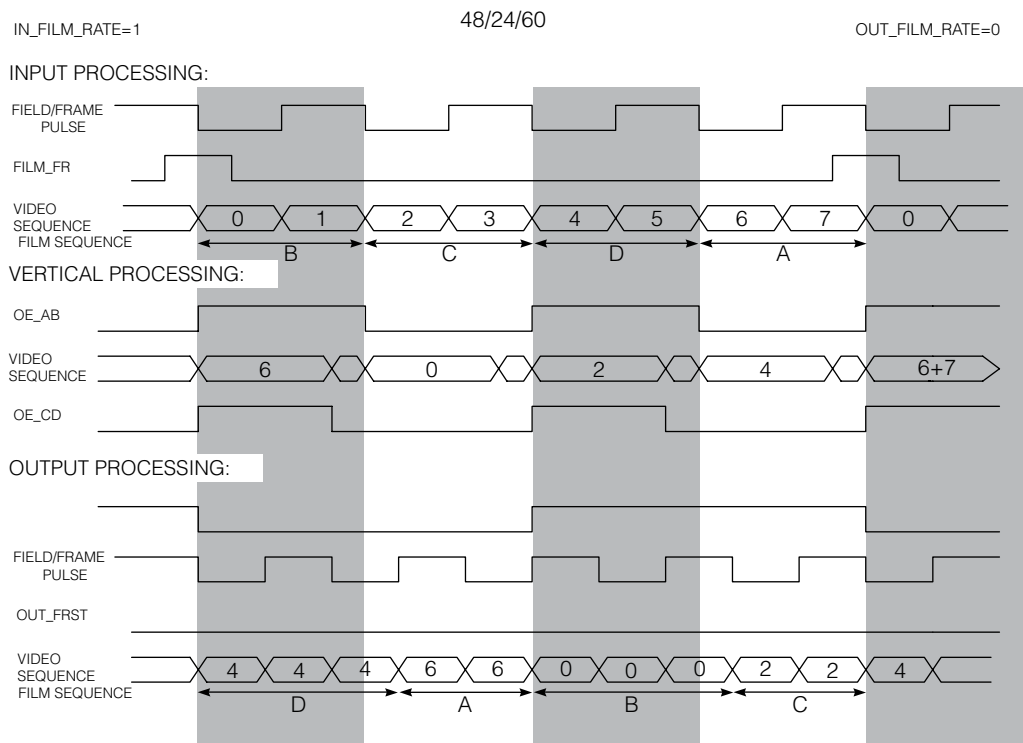 IN_FILM_RATE=1 48/24/60 OUT_FILM_RATE=0
INPUT PROCESSING:
FIELD/FRAME
PULSE
FILM_FR
VIDEO
SEQUENCE 0 1 2 3 4 5 6 7 0
FILM SEQUENCE
B C D A
VERTICAL PROCESSING:
OE_AB
VIDEO
SEQUENCE 6 0 2 4 6+7
OE_CD
OUTPUT PROCESSING:
FIELD/FRAME
PULSE
OUT_FRST
VIDEO
SEQUENCE 4 4 4 6 6 0 0 0 2 2 4
FILM SEQUENCE
D A B C